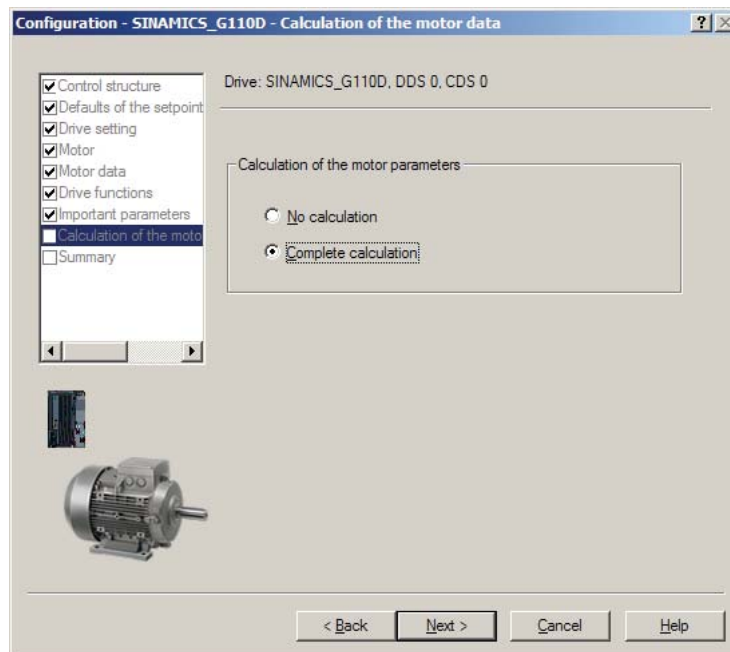 Configuration - SINAMICS_G110D - Calculation of the motor data
Control structure
Defaults of the setpoint
Drive setting
Motor
Motor data
Drive functions
Important parameters
Calculation of the moto
Summary
Drive: SINAMICS_G110D, DDS 0, CDS 0
Calculation of the motor parameters
No calculation
Complete calculation
< Back
Next >
Cancel
Help